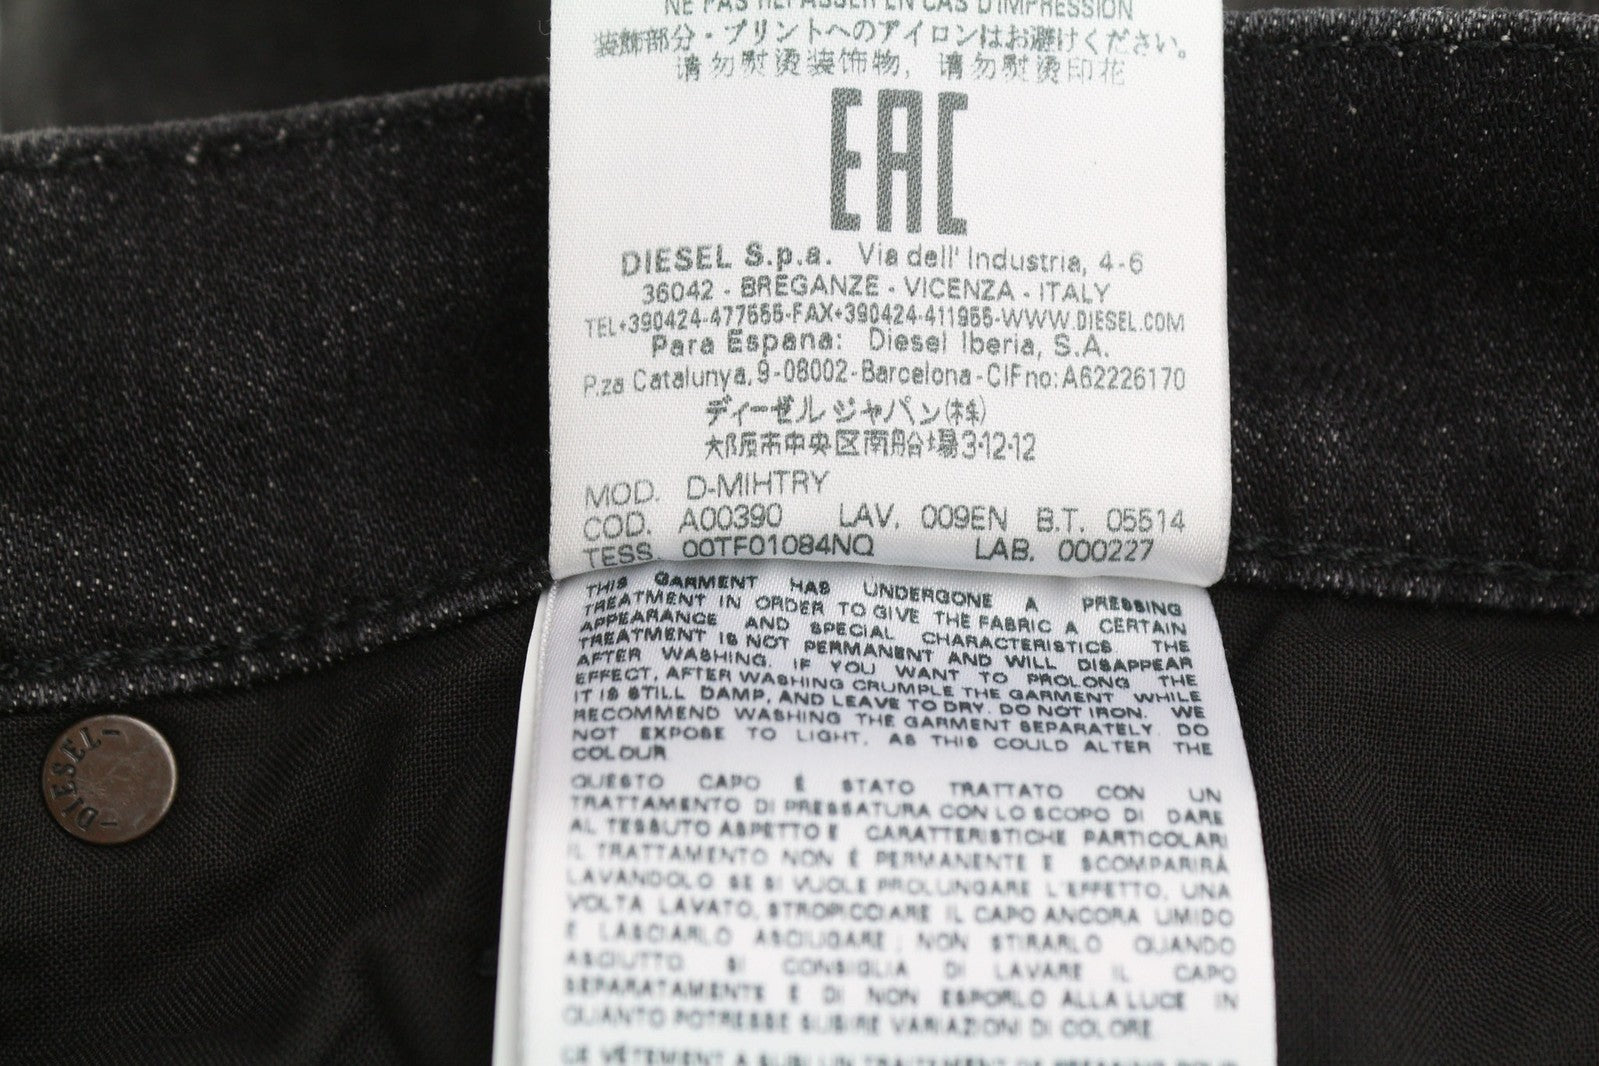 NE PAS REPASSER EN CAS D'IMPRESSION
装飾部分・プリントへのアイロンはお避けください。
请勿熨烫装饰物, 请勿熨烫印花
EAC
DIESEL S.p.a. Via dell' Industria, 4-6
36042 - BREGANZE - VICENZA - ITALY
TEL+390424-477555-FAX+390424-411955-WWW.DIESEL.COM
Para Espana: Diesel Iberia, S.A.
P.za Catalunya, 9-08002-Barcelona-CIF no: A62226170
ディーゼル ジャパン(株)
大阪市中央区南船場3-12-12
MOD. D-MIHTRY
COD. A00390 LAV. 009EN B.T. 05514
TESS. 00TF01084NQ LAB. 000227
THIS GARMENT HAS UNDERGONE A PRESSING
TREATMENT IN ORDER TO GIVE THE FABRIC A CERTAIN
APPEARANCE AND SPECIAL CHARACTERISTICS THE
TREATMENT IS NOT PERMANENT AND WILL DISAPPEAR
AFTER WASHING. IF YOU WANT TO PROLONG THE
EFFECT, AFTER WASHING CRUMPLE THE GARMENT WHILE
IT IS STILL DAMP, AND LEAVE TO DRY. DO NOT IRON. WE
RECOMMEND WASHING THE GARMENT SEPARATELY. DO
NOT EXPOSE TO LIGHT, AS THIS COULD ALTER THE
COLOUR
QUESTO CAPO È STATO TRATTATO CON UN
TRATTAMENTO DI PRESSATURA CON LO SCOPO DI DARE
AL TESSUTO ASPETTO E CARATTERISTICHE PARTICOLARI
IL TRATTAMENTO NON É PERMANENTE E SCOMPARIRÀ
LAVANDOLO SE SI VUOLE PROLUNGARE L'EFFETTO, UNA
VOLTA LAVATO, STROPICCIARE IL CAPO ANCORA UMIDO
E LASCIARLO ASCIUGARE; NON STIRARLO QUANDO
ASCIUTTO SI CONSIGLIA DI LAVARE IL CAPO
SEPARATAMENTE E DI NON ESPORLO ALLA LUCE IN
QUANTO POTREBBE SUBIRE VARIAZIONI DI COLORE.
CE VÊTEMENT A SUBI UN TRAITEMENT DE PRESSING POUR
-DIESEL-